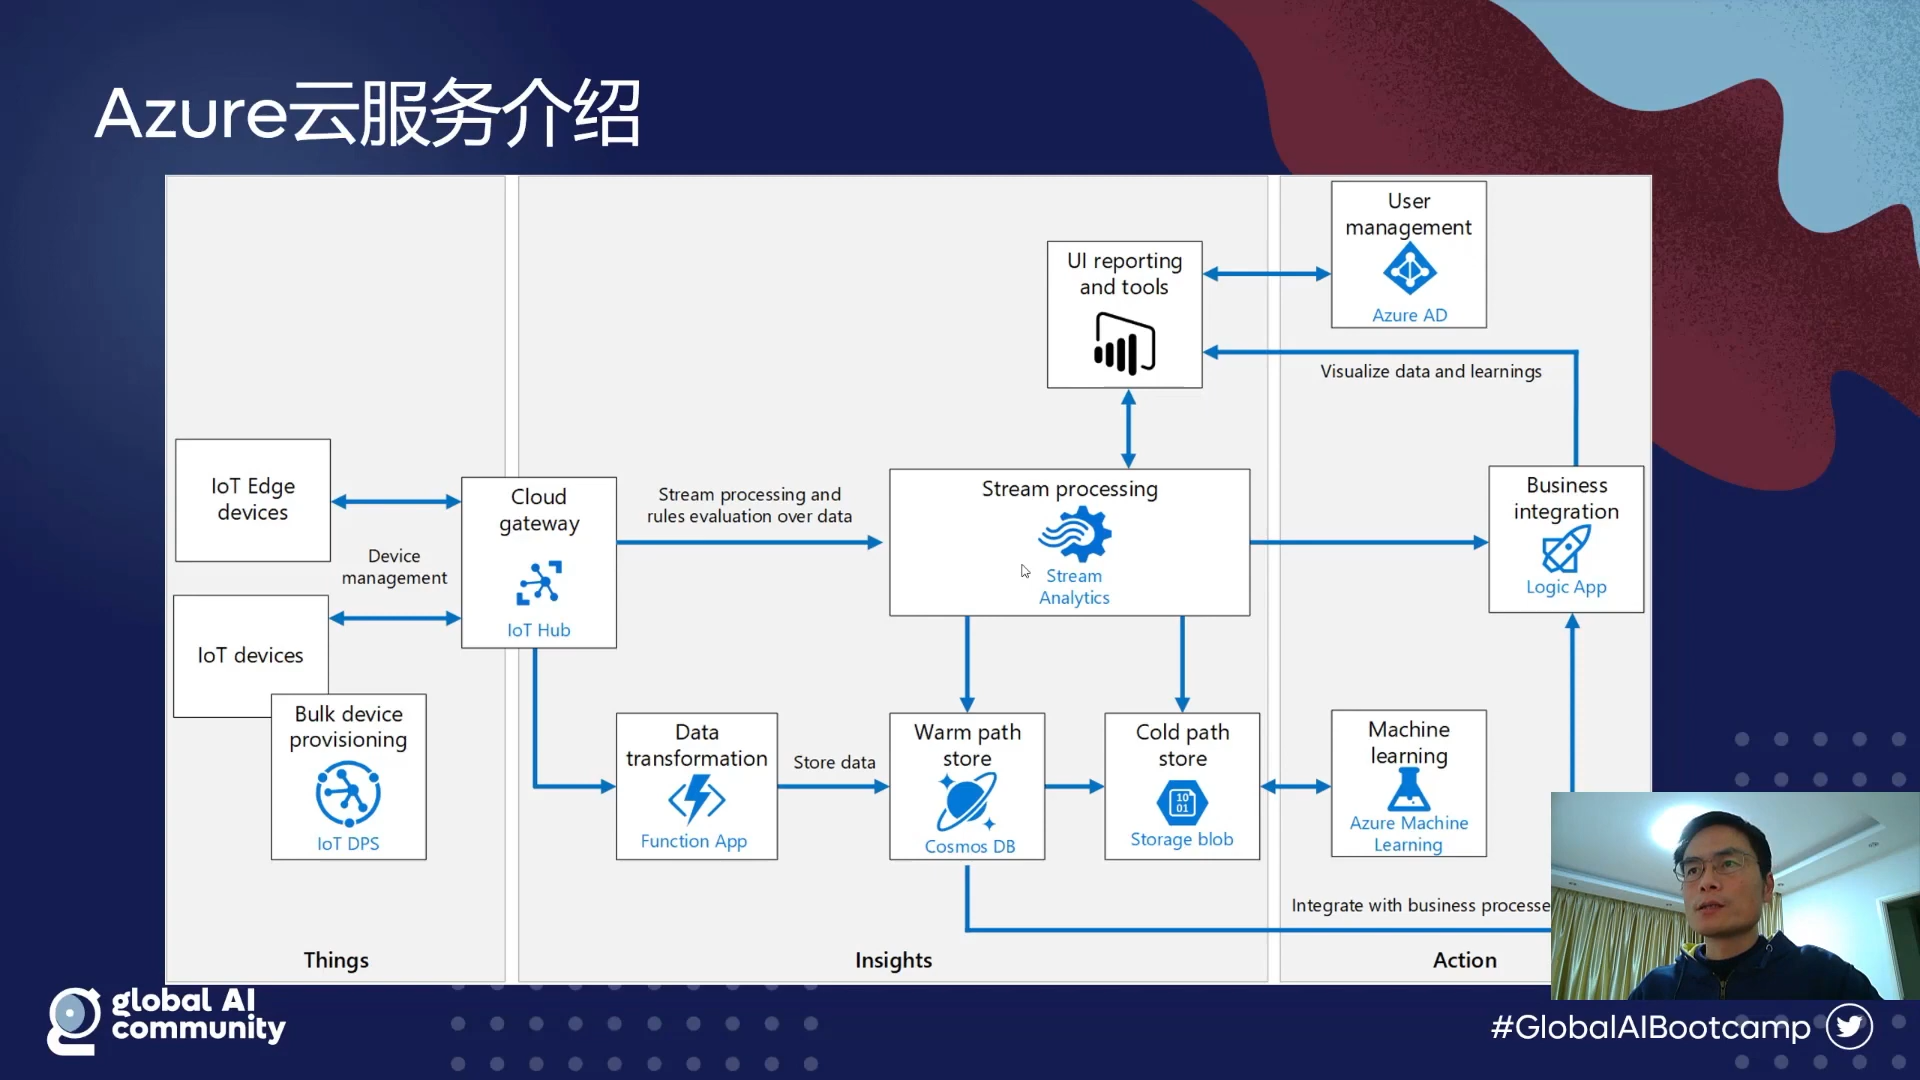 Azure云服务介绍
User
management
Azure AD
UI reporting
and tools
Visualize data and learnings
IoT Edge
devices
Device
management
IoT devices
Bulk device
provisioning
IoT DPS
Cloud
gateway
IoT Hub
Stream processing and
rules evaluation over data
Stream processing
Stream
Analytics
Business
integration
Logic App
Data
transformation
Function App
Store data
Warm path
store
Cosmos DB
Cold path
store
10
01
Storage blob
Machine
learning
Azure Machine
Learning
Integrate with business processe
Things
Insights
Action
global AI
community
#GlobalAIBootcamp